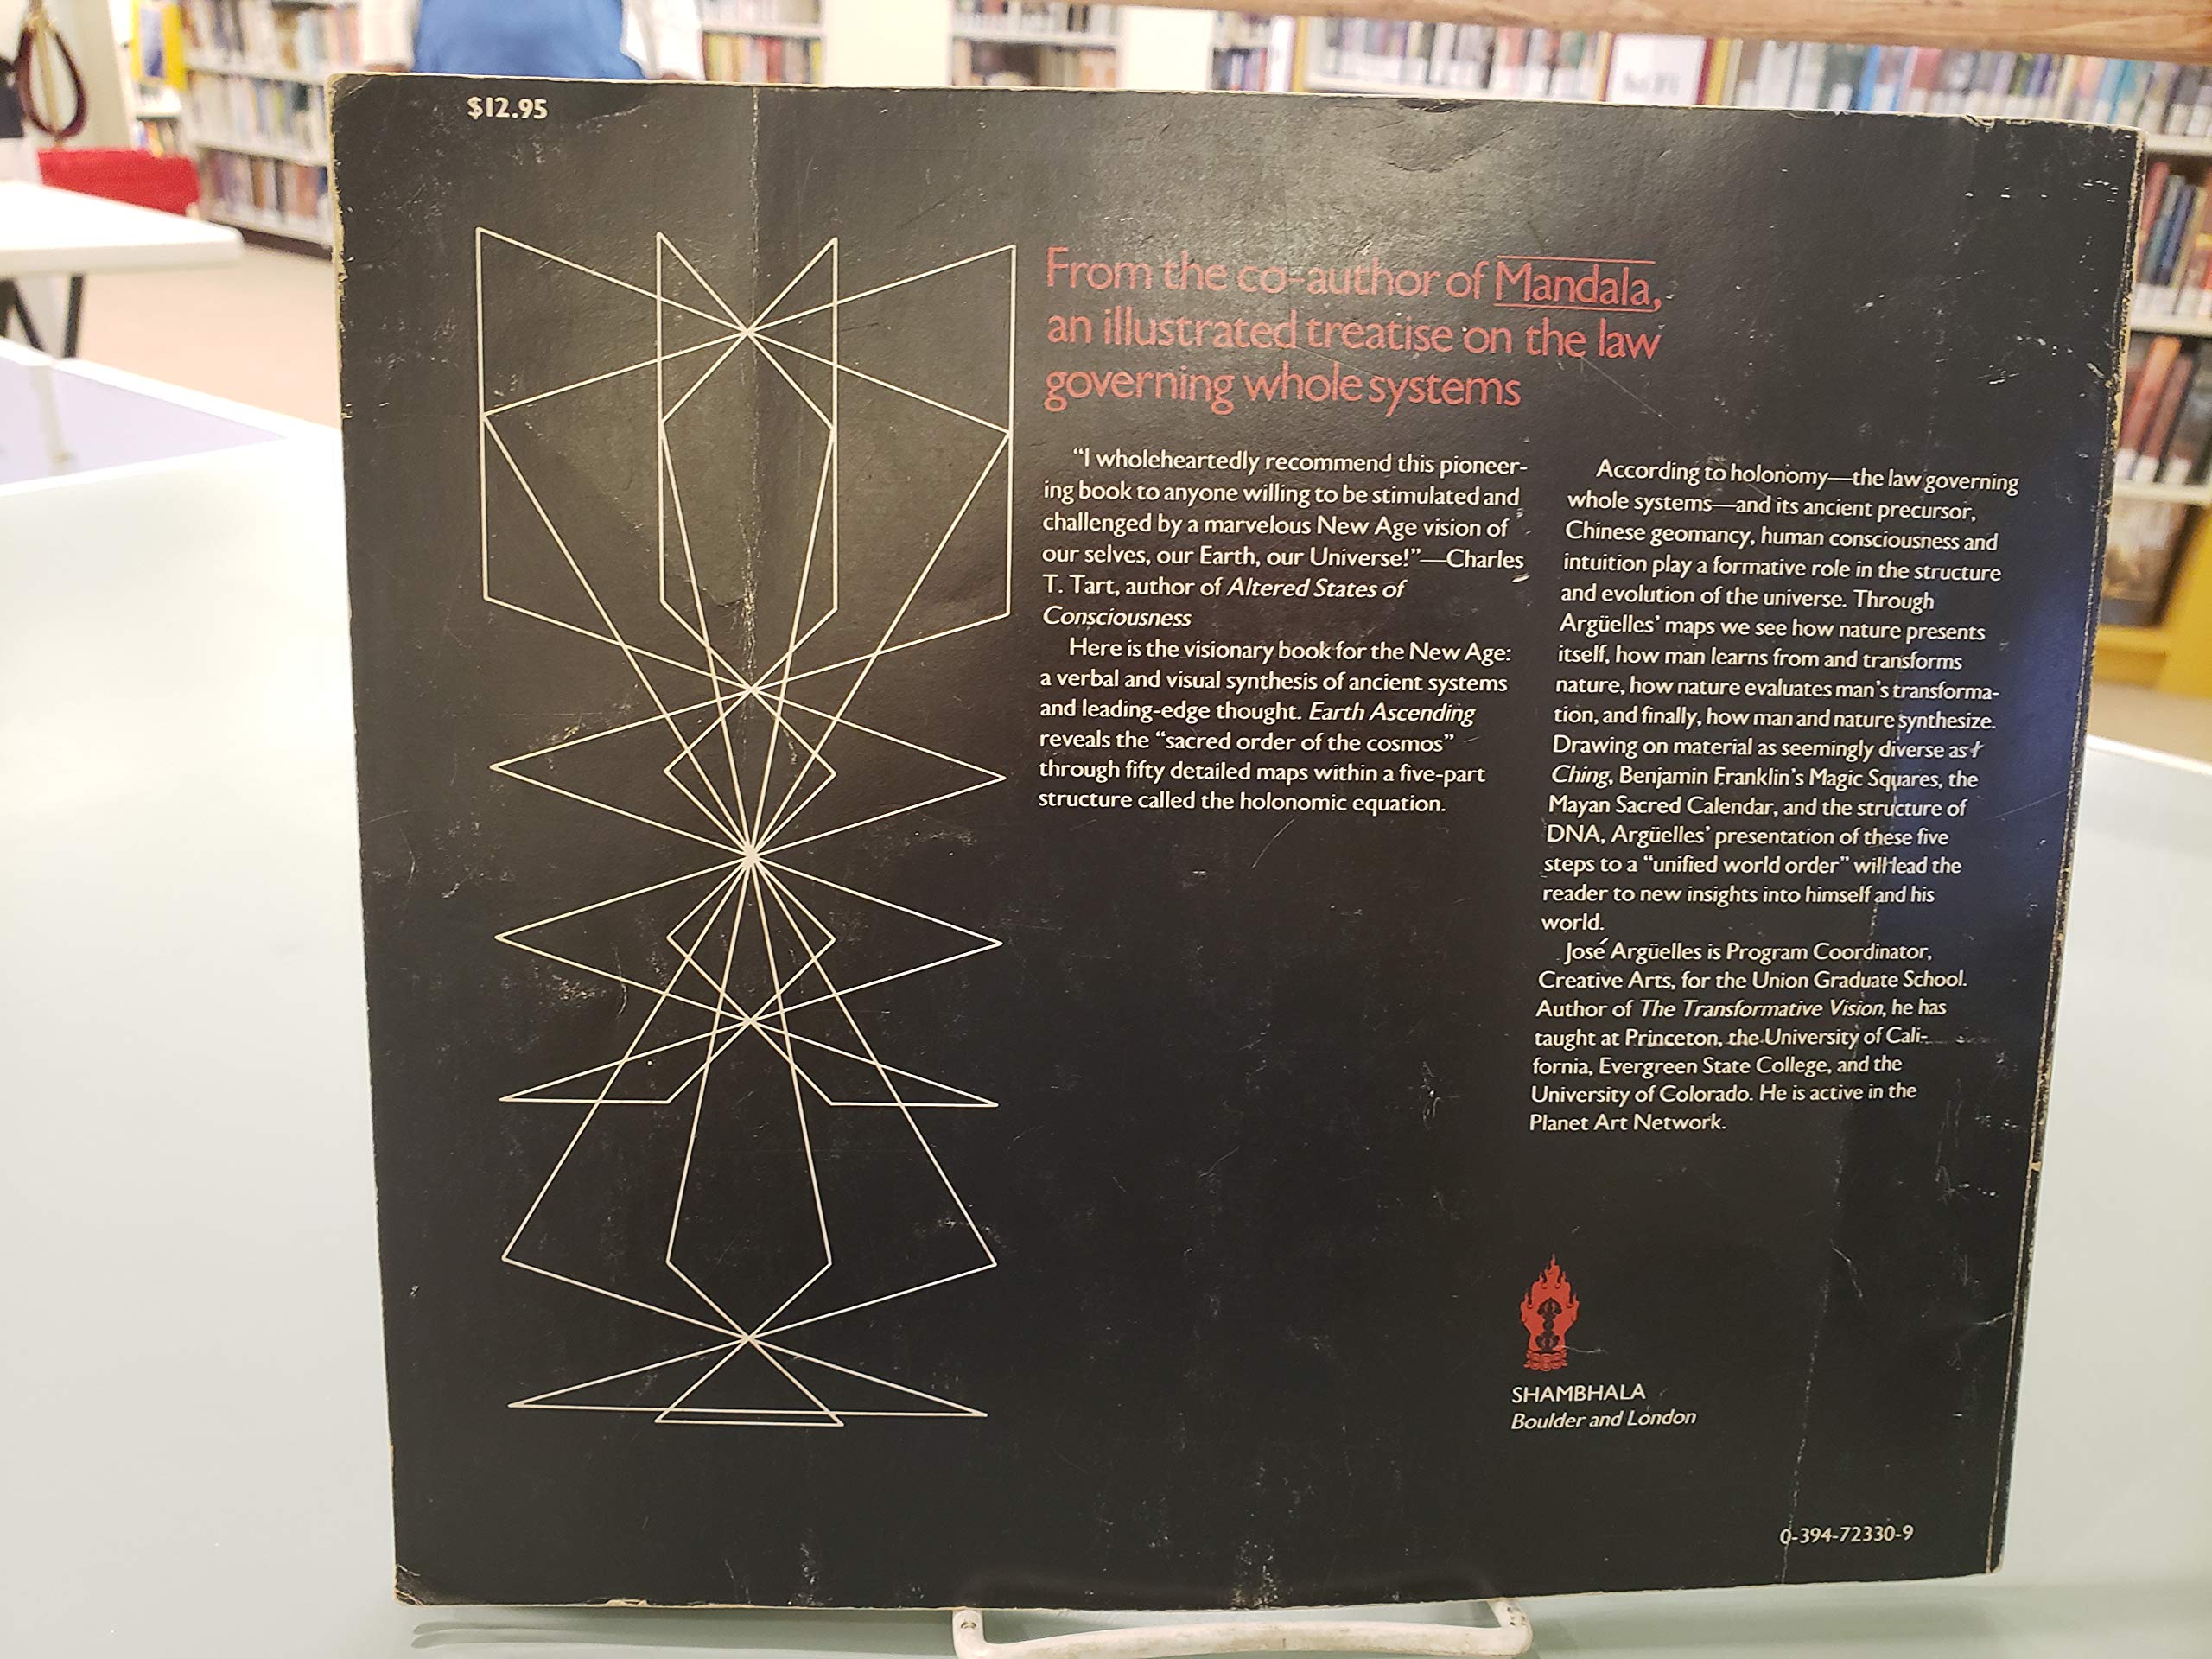 $12.95
From the co-author of Mandala,
an illustrated treatise on the law
governing whole systems
“I wholeheartedly recommend this pioneer-
ing book to anyone willing to be stimulated and
challenged by a marvelous New Age vision of
our selves, our Earth, our Universe!”—Charles
T. Tart, author of Altered States of
Consciousness
Here is the visionary book for the New Age:
a verbal and visual synthesis of ancient systems
and leading-edge thought. Earth Ascending
reveals the “sacred order of the cosmos”
through fifty detailed maps within a five-part
structure called the holonomic equation.
According to holonomy—the law governing
whole systems—and its ancient precursor,
Chinese geomancy, human consciousness and
intuition play a formative role in the structure
and evolution of the universe. Through
Argüelles’ maps we see how nature presents
itself, how man learns from and transforms
nature, how nature evaluates man’s transforma-
tion, and finally, how man and nature synthesize.
Drawing on material as seemingly diverse as I
Ching, Benjamin Franklin’s Magic Squares, the
Mayan Sacred Calendar, and the structure of
DNA, Argüelles’ presentation of these five
steps to a “unified world order” will lead the
reader to new insights into himself and his
world.
José Argüelles is Program Coordinator,
Creative Arts, for the Union Graduate School.
Author of The Transformative Vision, he has
taught at Princeton, the University of Cali-
fornia, Evergreen State College, and the
University of Colorado. He is active in the
Planet Art Network.
SHAMBHALA
Boulder and London
0-394-72330-9